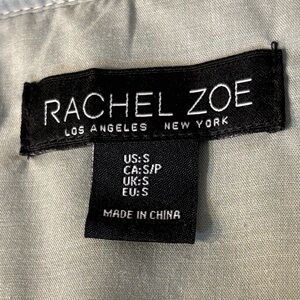 RACHEL ZOE
LOS ANGELES NEW YORK
US:S
CA:S/P
UK:S
EU:S
MADE IN CHINA